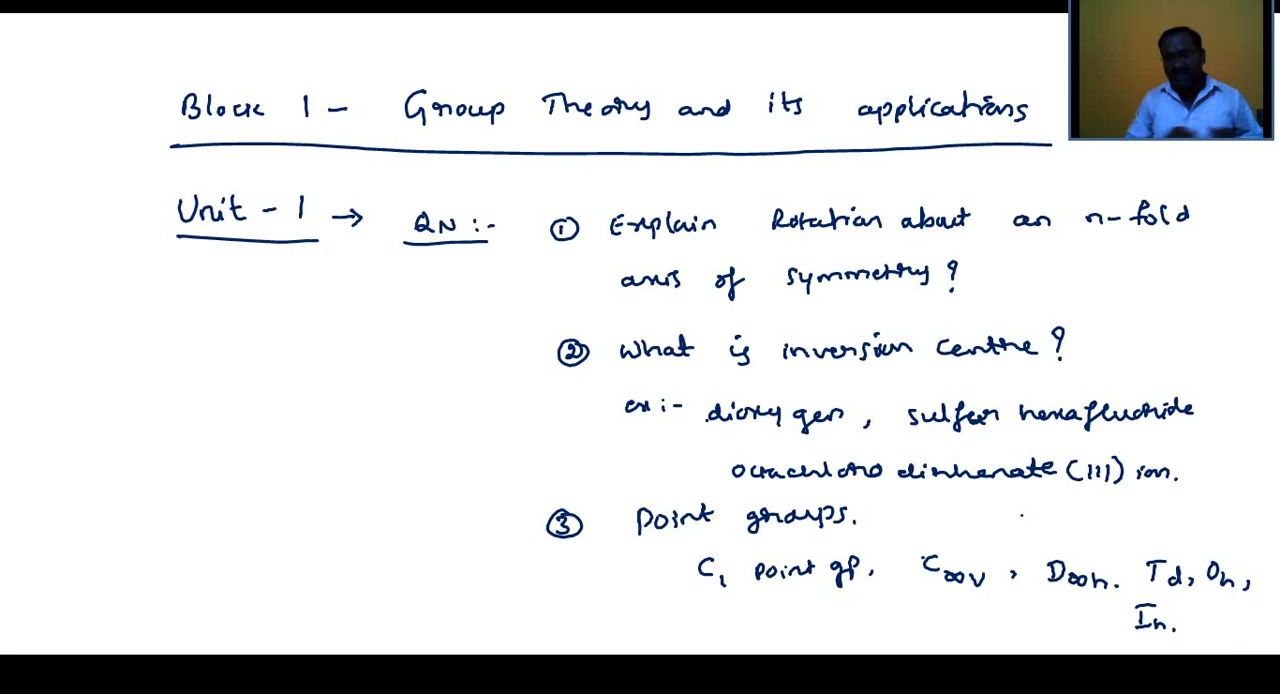 Block 1 - Group Theory and its applications
Unit - 1 → QN :- ① Explain Rotation about an n-fold
axis of symmetry ?
② What is inversion centre ?
ex :- dioxygen, sulfur hexafluoride
octachloro dirhenate (III) ion.
③ Point groups.
C₁ point gp. C∞v, D∞h. Td, Oh,
Ih.